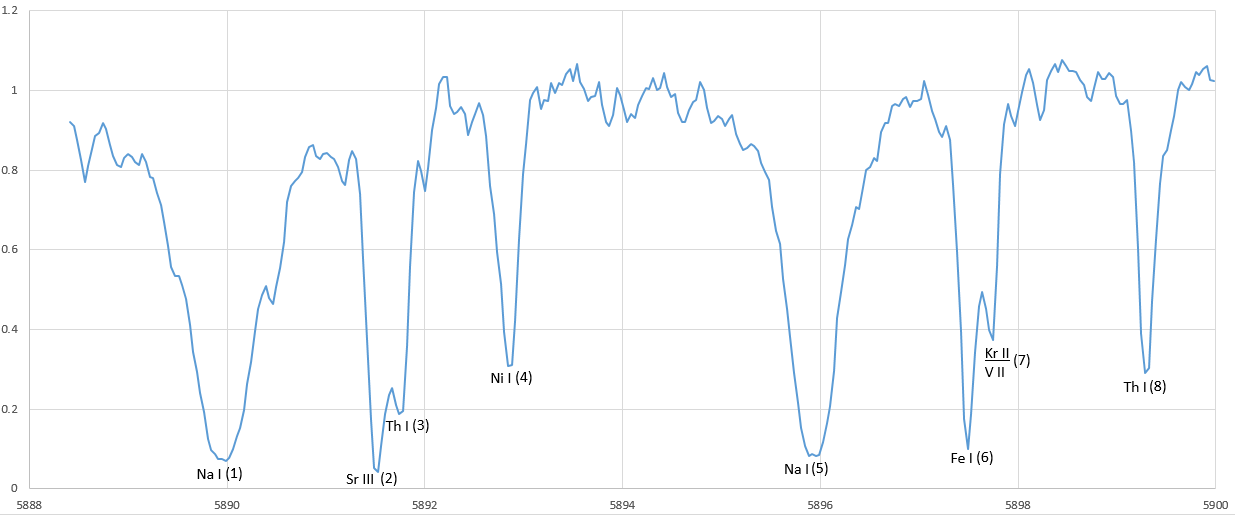 1.2
1
0.8
0.6
0.4
0.2
0
Na I (1)
Sr III (2)
Th I (3)
Ni I (4)
Na I (5)
Fe I (6)
Kr II
V II
(7)
Th I (8)
5888 5890 5892 5894 5896 5898 5900